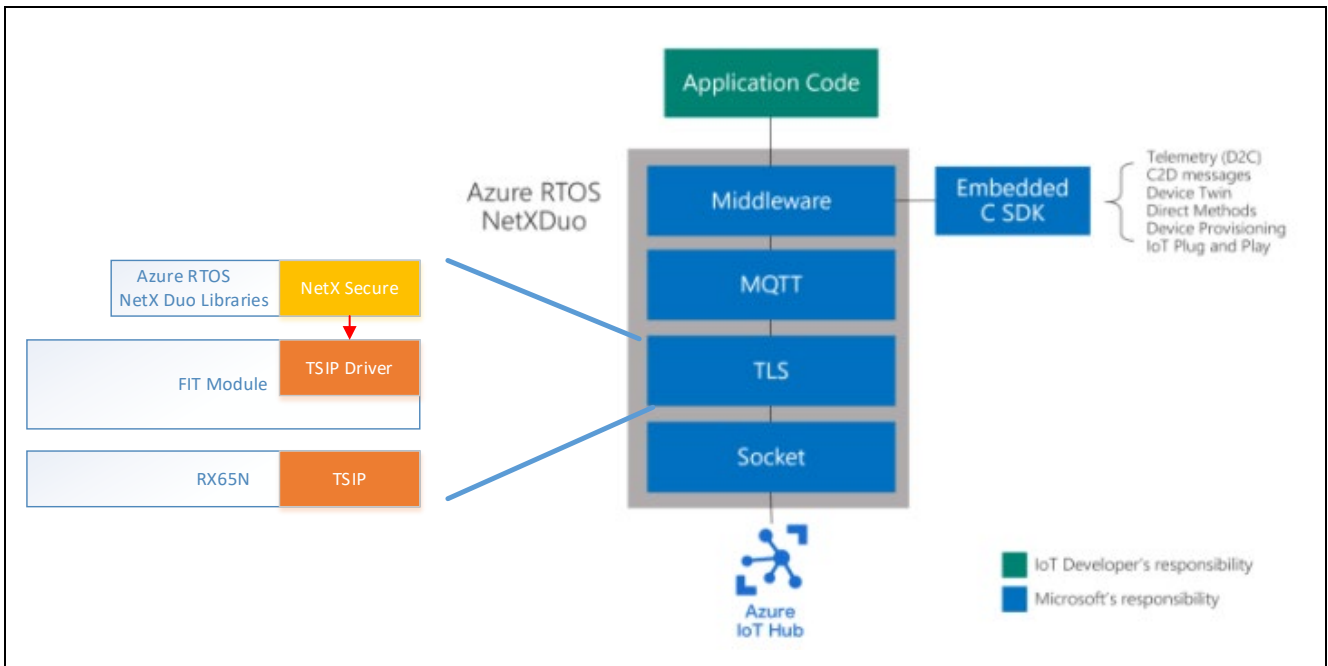 Application Code
Azure RTOS
NetXDuo
Middleware
Embedded
C SDK
Telemetry (D2C)
C2D messages
Device Twin
Direct Methods
Device Provisioning
IoT Plug and Play
MQTT
TLS
Socket
Azure
IoT Hub
Azure RTOS
NetX Duo Libraries
NetX Secure
FIT Module
TSIP Driver
RX65N
TSIP
IoT Developer's responsibility
Microsoft's responsibility